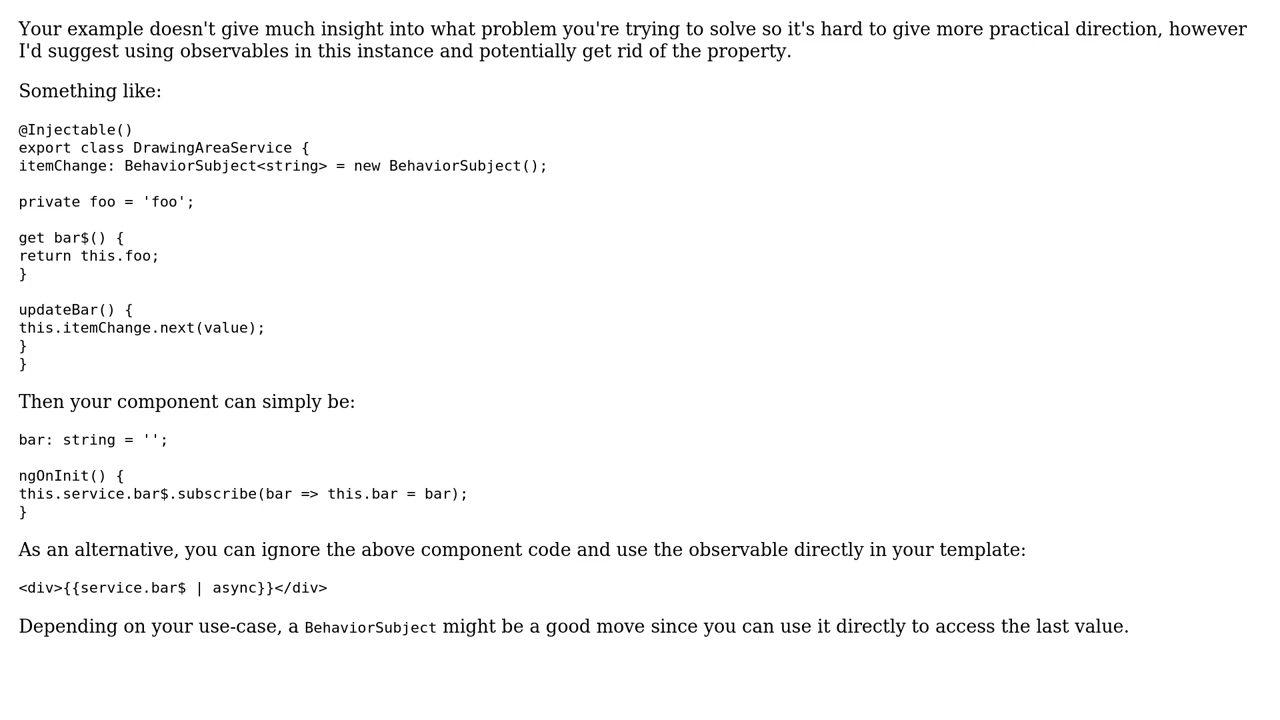 Your example doesn't give much insight into what problem you're trying to solve so it's hard to give more practical direction, however
I'd suggest using observables in this instance and potentially get rid of the property.
Something like:
@Injectable()
export class DrawingAreaService {
itemChange: BehaviorSubject<string> = new BehaviorSubject();
private foo = 'foo';
get bar$() {
return this.foo;
}
updateBar() {
this.itemChange.next(value);
}
}
Then your component can simply be:
bar: string = '';
ngOnInit() {
this.service.bar$.subscribe(bar => this.bar = bar);
}
As an alternative, you can ignore the above component code and use the observable directly in your template:
<div>{{service.bar$ | async}}</div>
Depending on your use-case, a BehaviorSubject might be a good move since you can use it directly to access the last value.